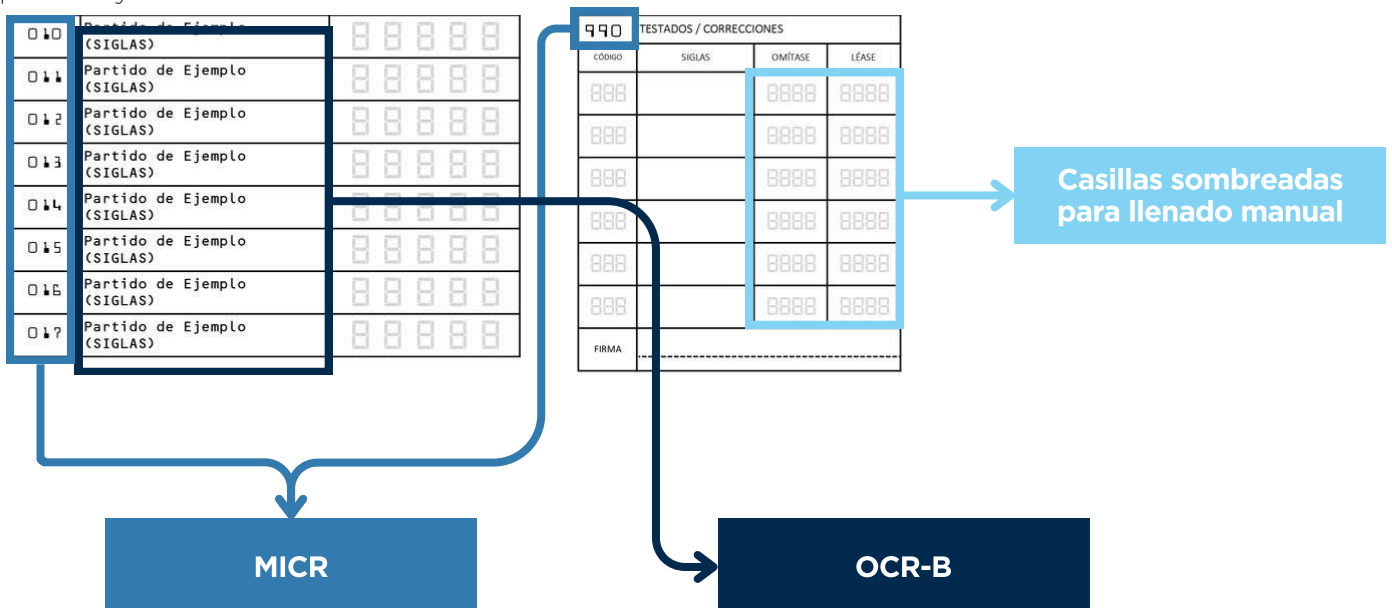 010 Partido de Ejemplo
(SIGLAS)
011 Partido de Ejemplo
(SIGLAS)
012 Partido de Ejemplo
(SIGLAS)
013 Partido de Ejemplo
(SIGLAS)
014 Partido de Ejemplo
(SIGLAS)
015 Partido de Ejemplo
(SIGLAS)
016 Partido de Ejemplo
(SIGLAS)
017 Partido de Ejemplo
(SIGLAS)
990 TESTADOS / CORRECCIONES
CÓDIGO SIGLAS OMÍTASE LÉASE
FIRMA
Casillas sombreadas
para llenado manual
MICR
OCR-B